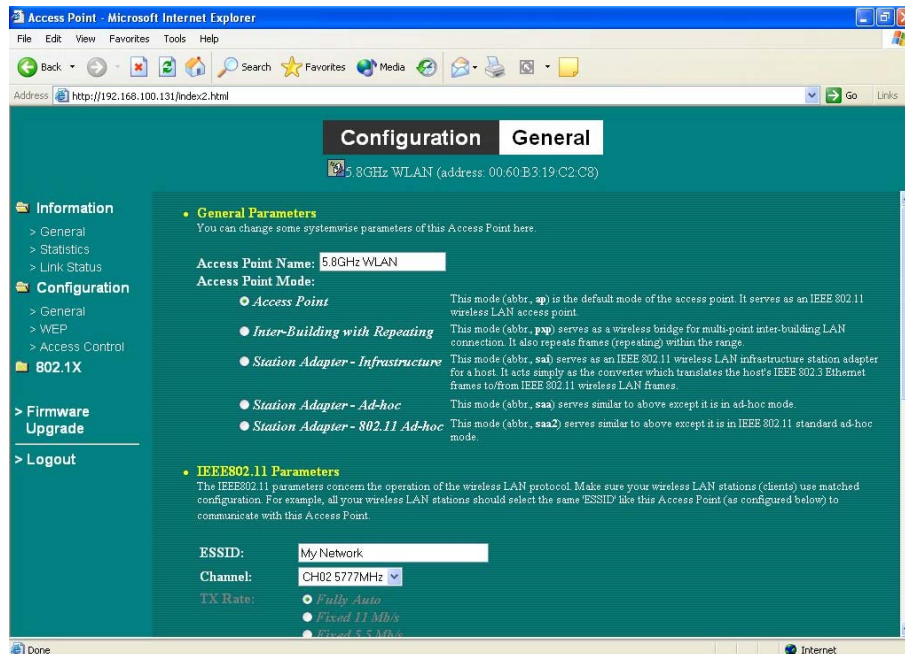 Access Point - Microsoft Internet Explorer
File Edit View Favorites Tools Help
Back Search Favorites Media
Address http://192.168.100.131/index2.html Go Links
Configuration General
5.8GHz WLAN (address: 00:60:B3:19:C2:C8)
Information
> General
> Statistics
> Link Status
Configuration
> General
> WEP
> Access Control
802.1X
> Firmware
Upgrade
> Logout
• General Parameters
You can change some systemwise parameters of this Access Point here.
Access Point Name: 5.8GHz WLAN
Access Point Mode:
Access Point
This mode (abbr., ap) is the default mode of the access point. It serves as an IEEE 802.11
wireless LAN access point.
Inter-Building with Repeating
This mode (abbr., pxp) serves as a wireless bridge for multi-point inter-building LAN
connection. It also repeats frames (repeating) within the range.
Station Adapter - Infrastructure
This mode (abbr., sai) serves as an IEEE 802.11 wireless LAN infrastructure station adapter
for a host. It acts simply as the converter which translates the host's IEEE 802.3 Ethernet
frames to/from IEEE 802.11 wireless LAN frames.
Station Adapter - Ad-hoc
This mode (abbr., saa) serves similar to above except it is in ad-hoc mode.
Station Adapter - 802.11 Ad-hoc
This mode (abbr., saa2) serves similar to above except it is in IEEE 802.11 standard ad-hoc
mode.
• IEEE802.11 Parameters
The IEEE802.11 parameters concern the operation of the wireless LAN protocol. Make sure your wireless LAN stations (clients) use matched
configuration. For example, all your wireless LAN stations should select the same 'ESSID' like this Access Point (as configured below) to
communicate with this Access Point.
ESSID: My Network
Channel: CH02 5777MHz
TX Rate: Fully Auto
Fixed 11 Mb/s
Fixed 5.5 Mb/s
Done Internet